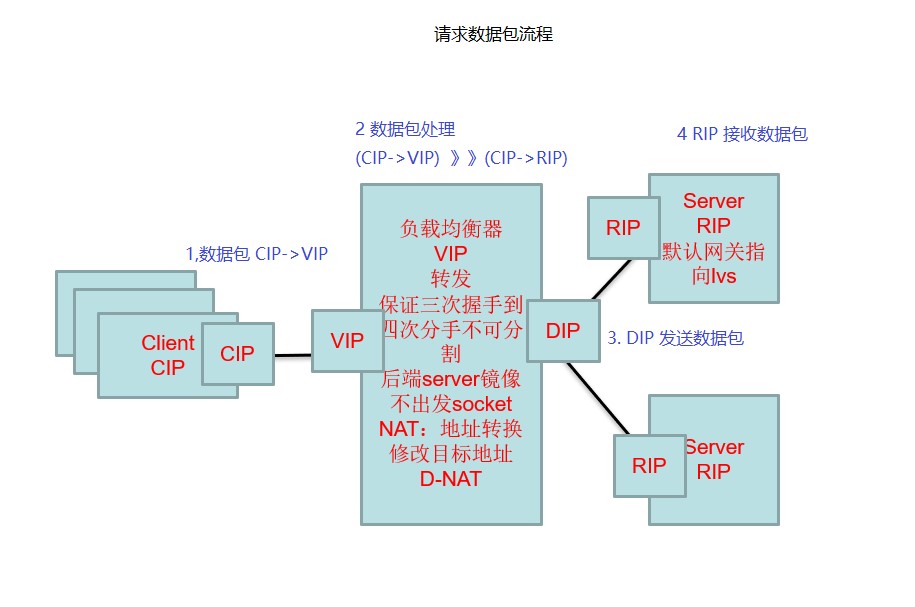 请求数据包流程
2 数据包处理
(CIP->VIP) 》》(CIP->RIP)
4 RIP 接收数据包
1,数据包 CIP->VIP
Client
CIP
CIP
VIP
负载均衡器
VIP
转发
保证三次握手到
四次分手不可分
割
后端server镜像
不出发socket
NAT：地址转换
修改目标地址
D-NAT
DIP
3. DIP 发送数据包
RIP
Server
RIP
默认网关指
向lvs
RIP
Server
RIP